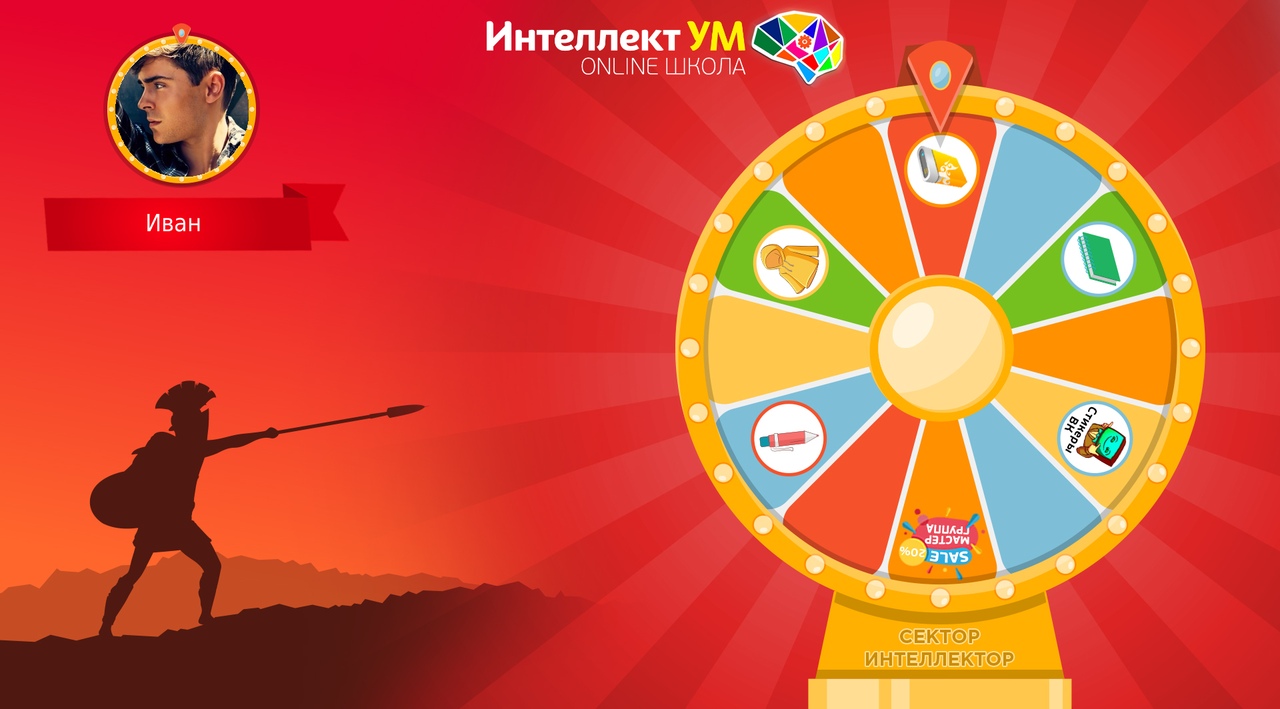 Интеллект УМ
ONLINE ШКОЛА
Иван
Стикеры
ВК
SALE 20%
МАСТЕР
ГРУППА
СЕКТОР
ИНТЕЛЛЕКТОР